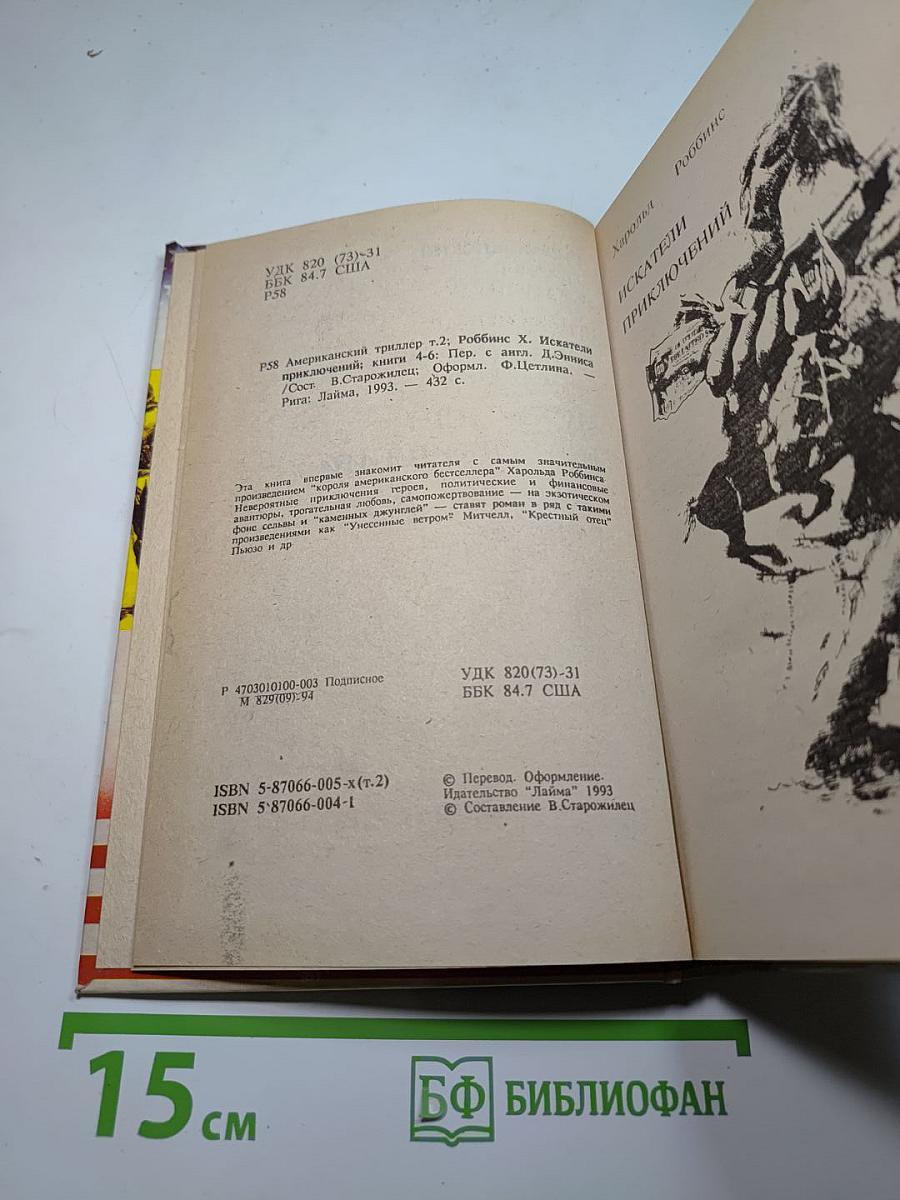 УДК 820 (73)-31
ББК 84.7 США
Р58
Р58 Американский триллер т.2; Роббинс Х. Искатели
приключений; книги 4-6: Пер. с англ. Д.Энниса
/Сост. В.Старожилец; Оформл. Ф.Цетлина. —
Рига: Лайма, 1993. — 432 с.
Эта книга впервые знакомит читателя с самым значительным
произведением "короля американского бестселлера" Харольда Роббинса.
Невероятные приключения героев, политические и финансовые
авантюры, трогательная любовь, самопожертвование — на экзотическом
фоне сельвы и "каменных джунглей" — ставят роман в ряд с такими
произведениями как "Унесенные ветром" Митчелл, "Крестный отец"
Пьюзо и др
Р 4703010100-003 Подписное
М 829(09)-94
УДК 820(73)-31
ББК 84.7 США
ISBN 5-87066-005-х(т.2)
ISBN 5-87066-004-1
© Перевод. Оформление.
Идательство "Лайма" 1993
© Составление В.Старожилец
Харольд Роббинс
ИСКАТЕЛИ
ПРИКЛЮЧЕНИЙ
15 см
БФ БИБЛИОФАН